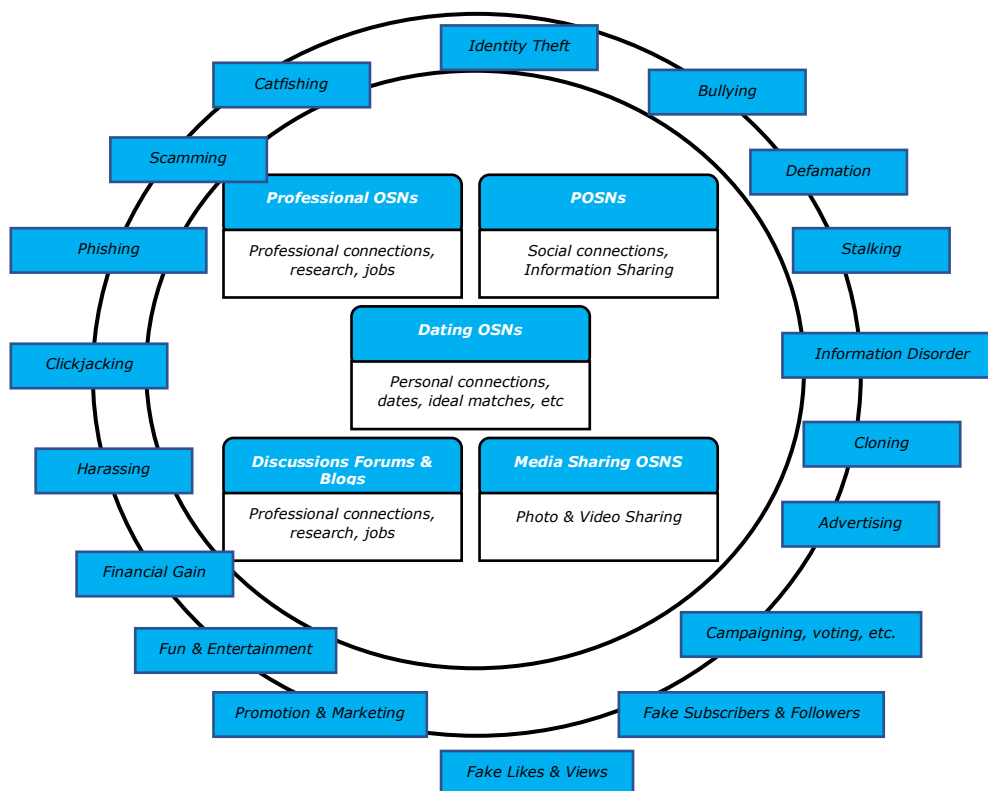 Identity Theft
Catfishing
Bullying
Scamming
Defamation
Professional OSNs
POSNs
Phishing
Professional connections,
research, jobs
Social connections,
Information Sharing
Stalking
Dating OSNs
Clickjacking
Information Disorder
Personal connections,
dates, ideal matches, etc
Harassing
Discussions Forums &
Blogs
Media Sharing OSNS
Cloning
Professional connections,
research, jobs
Photo & Video Sharing
Advertising
Financial Gain
Campaigning, voting, etc.
Fun & Entertainment
Promotion & Marketing
Fake Subscribers & Followers
Fake Likes & Views